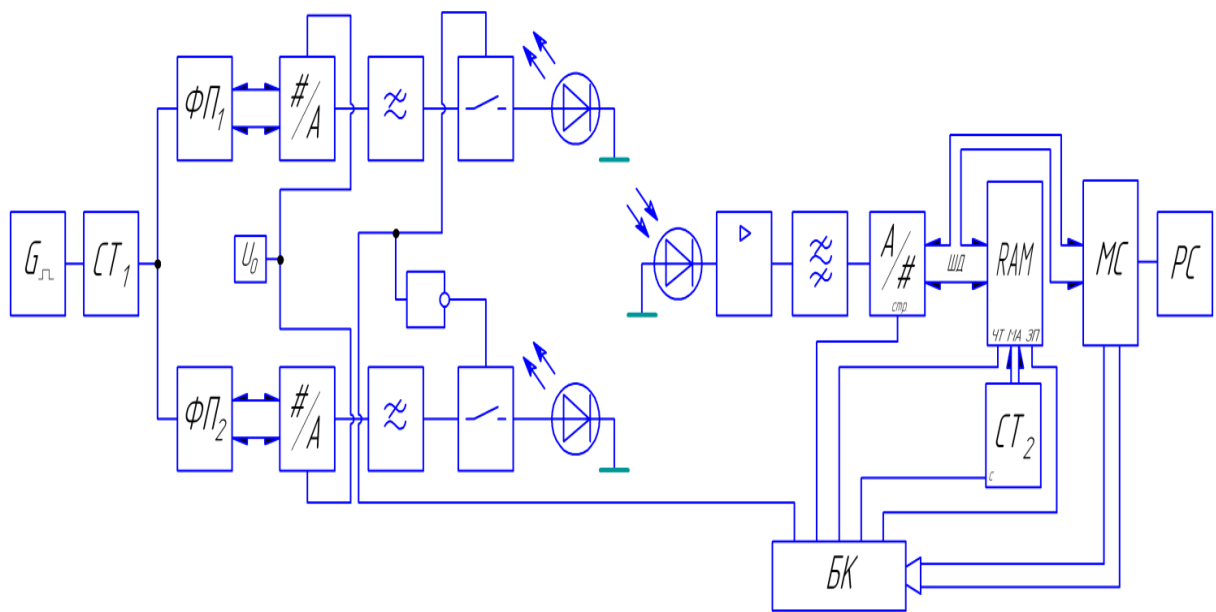 ФП1
#/A
G
CT1
U0
A/#
стр
ШД
RAM
ЧТ МА ЗП
MC
PC
ФП2
#/A
CT2
c
БК